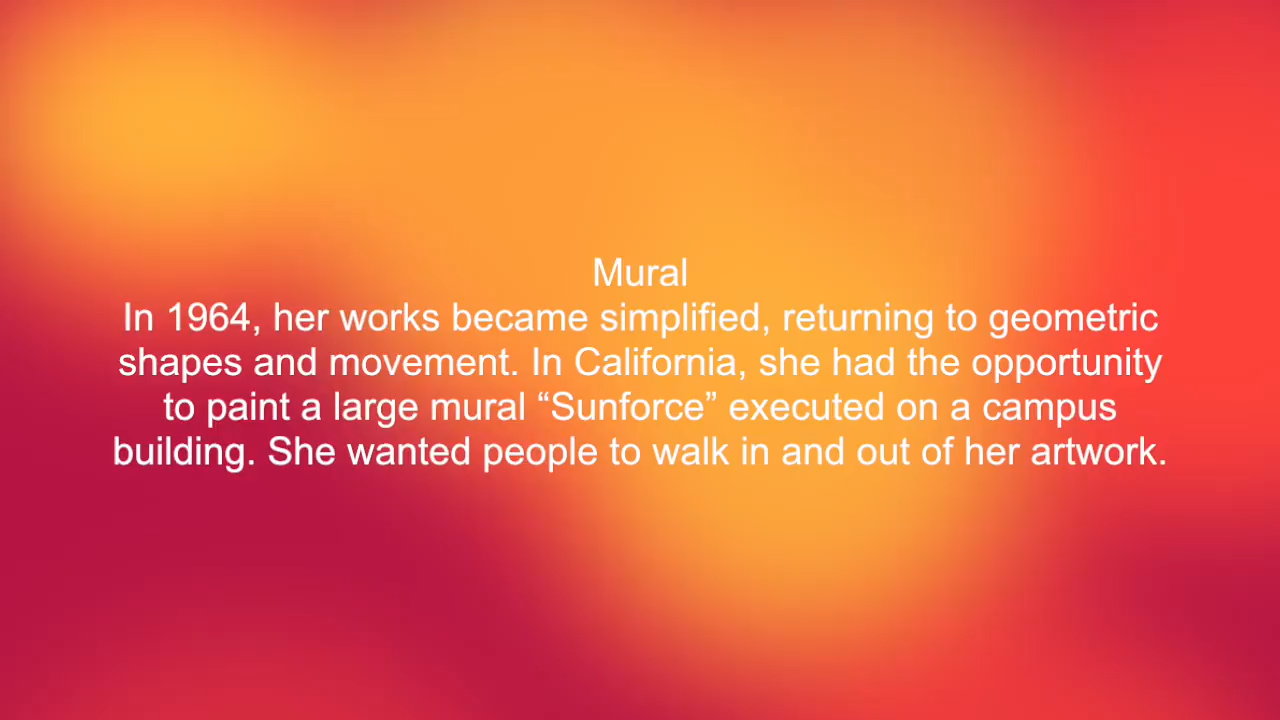 Mural
In 1964, her works became simplified, returning to geometric
shapes and movement. In California, she had the opportunity
to paint a large mural “Sunforce” executed on a campus
building. She wanted people to walk in and out of her artwork.